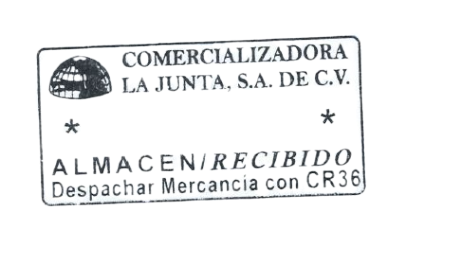 COMERCIALIZADORA
LA JUNTA, S.A. DE C.V.
* *
ALMACEN/RECIBIDO
Despachar Mercancia con CR36